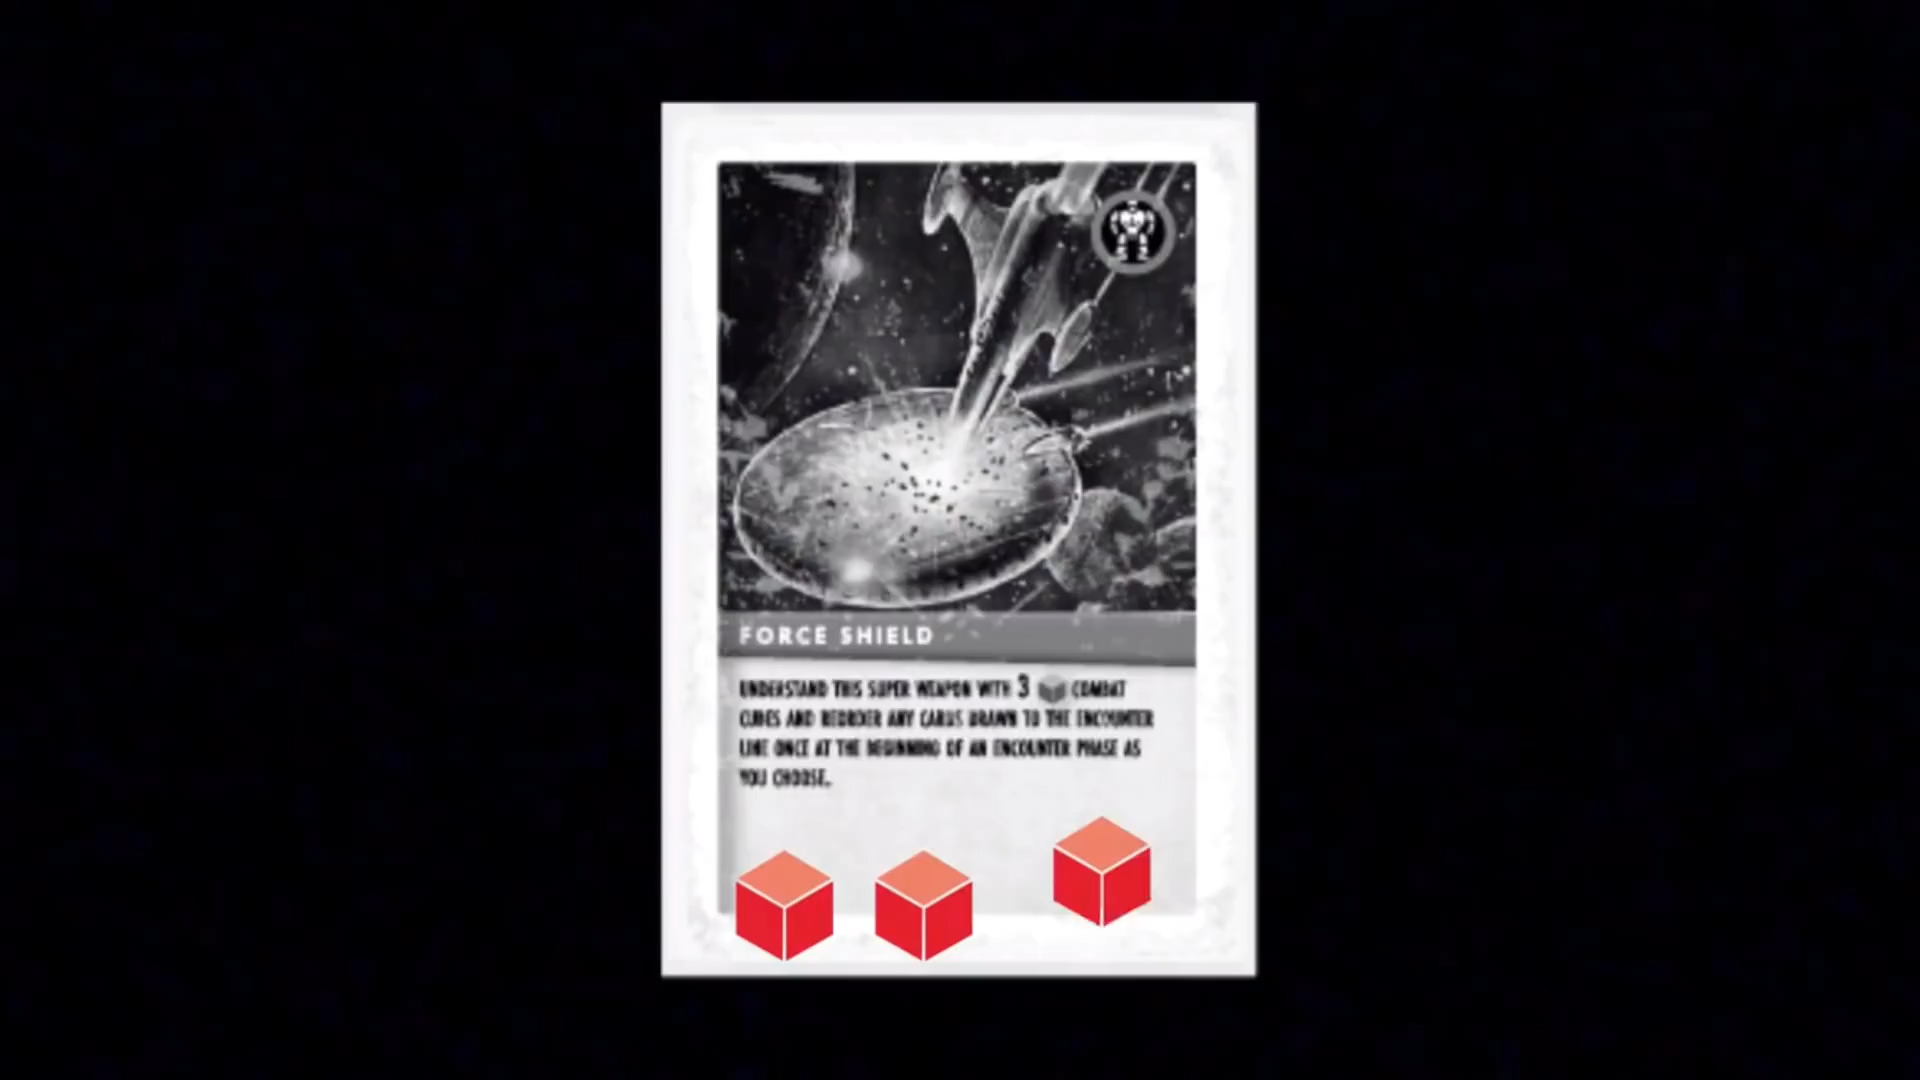 FORCE SHIELD
UNDERSTAND THIS SUPER WEAPON WITH 3 COMBAT
CUBES AND REORDER ANY CARDS DRAWN TO THE ENCOUNTER
LINE ONCE AT THE BEGINNING OF AN ENCOUNTER PHASE AS
YOU CHOOSE.